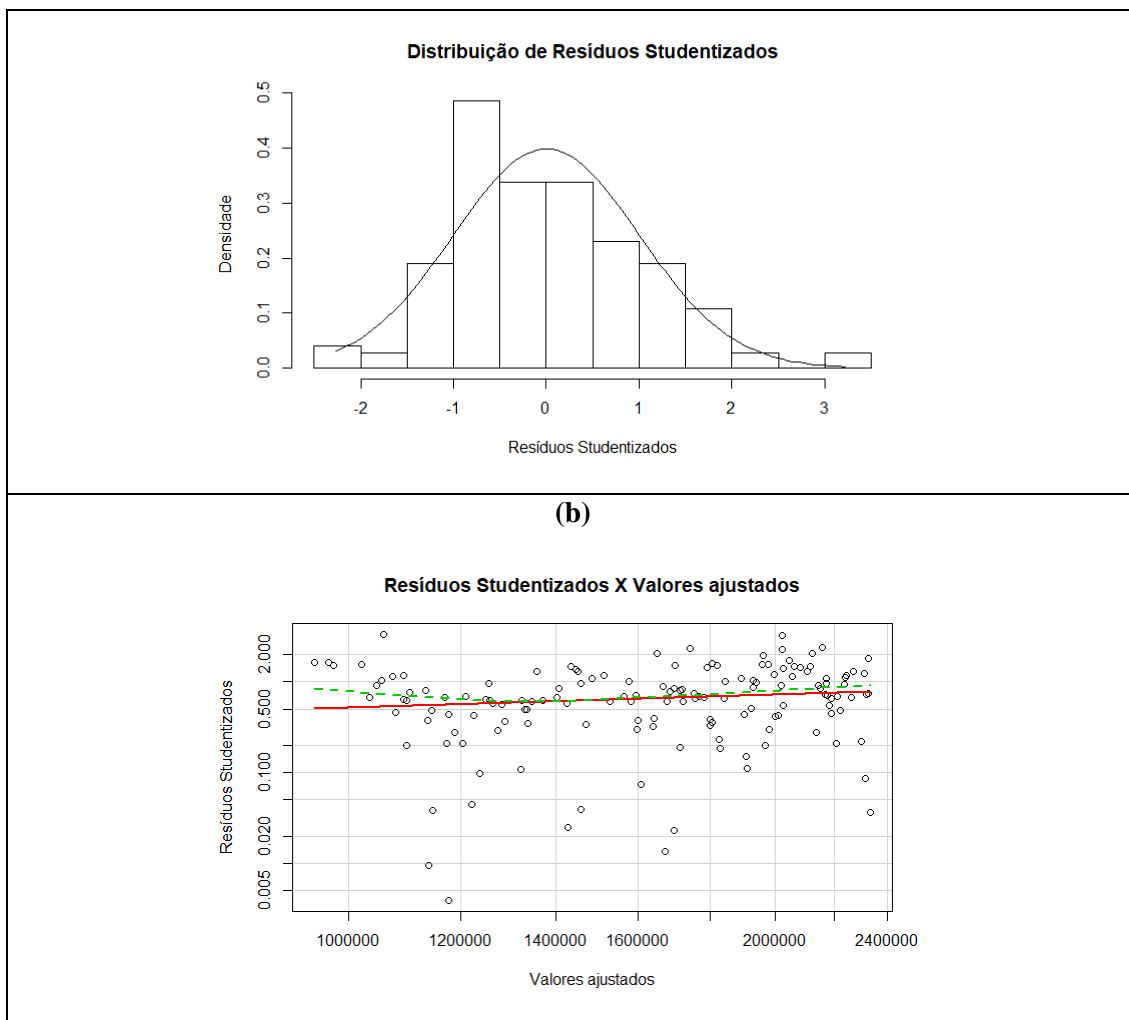 Distribuição de Resíduos Studentizados
Densidade
0.0 0.1 0.2 0.3 0.4 0.5
-2 -1 0 1 2 3
Resíduos Studentizados
(b)
Resíduos Studentizados X Valores ajustados
Resíduos Studentizados
0.005 0.020 0.100 0.500 2.000
1000000 1200000 1400000 1600000 2000000 2400000
Valores ajustados